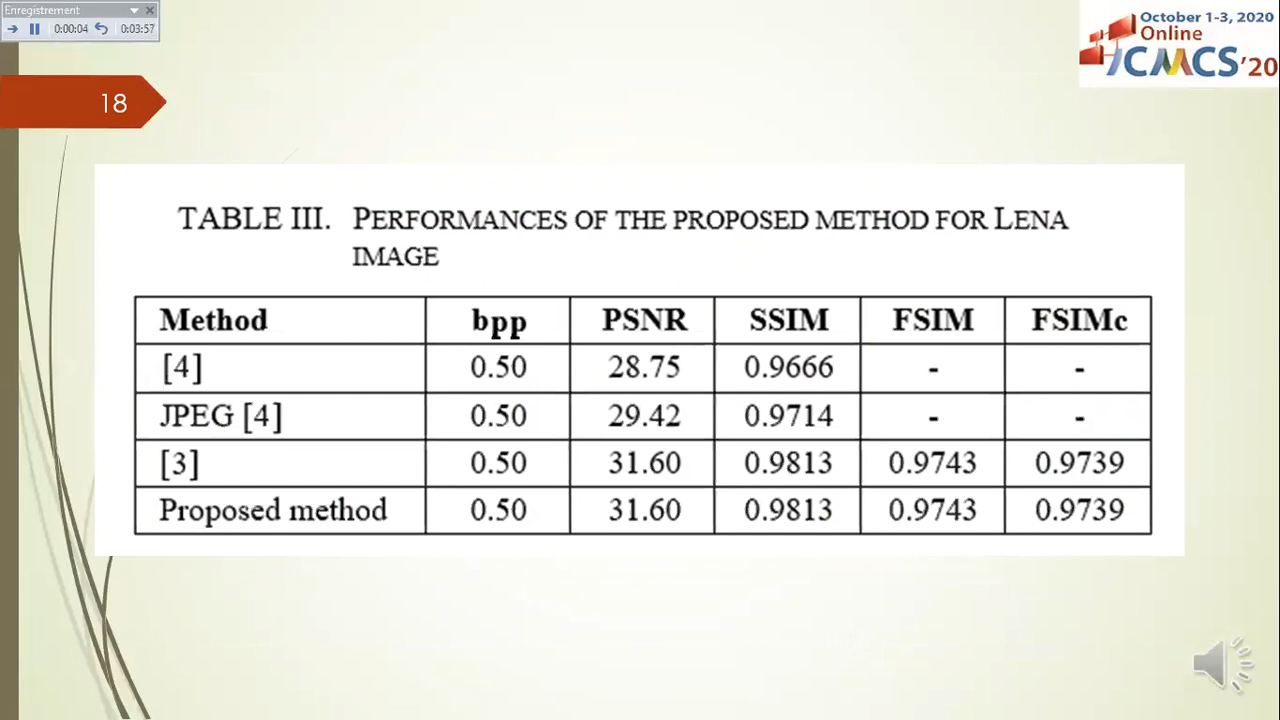 Enregistrement
0:00:04 0:03:57
October 1-3, 2020
Online
ICMCS'20
18
TABLE III. PERFORMANCES OF THE PROPOSED METHOD FOR LENA
IMAGE
Method bpp PSNR SSIM FSIM FSIMc
[4] 0.50 28.75 0.9666 - -
JPEG [4] 0.50 29.42 0.9714 - -
[3] 0.50 31.60 0.9813 0.9743 0.9739
Proposed method 0.50 31.60 0.9813 0.9743 0.9739